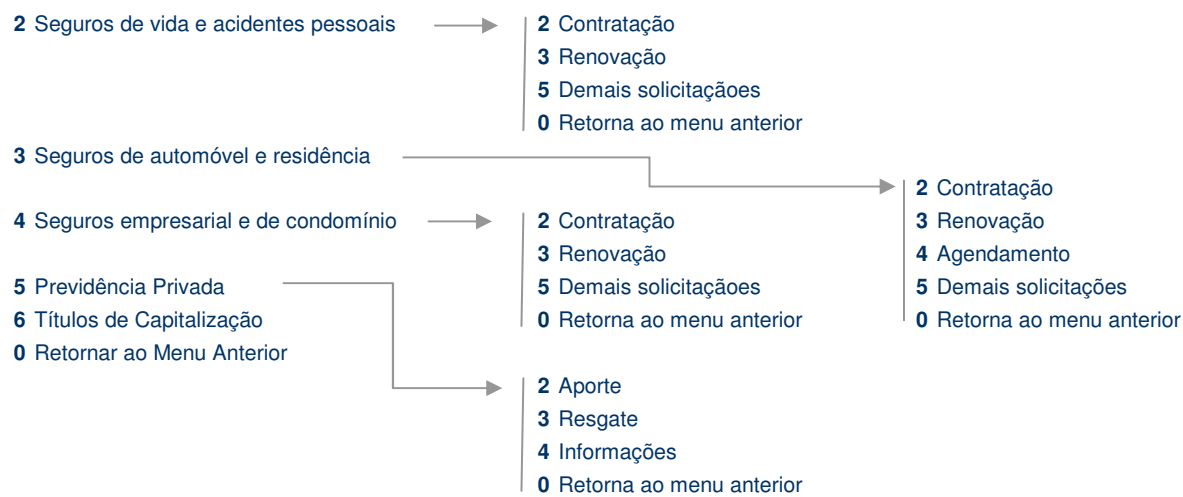 2 Seguros de vida e acidentes pessoais
2 Contratação
3 Renovação
5 Demais solicitaçãoes
0 Retorna ao menu anterior
3 Seguros de automóvel e residência
2 Contratação
3 Renovação
4 Agendamento
5 Demais solicitações
0 Retorna ao menu anterior
4 Seguros empresarial e de condomínio
2 Contratação
3 Renovação
5 Demais solicitaçãoes
0 Retorna ao menu anterior
5 Previdência Privada
6 Títulos de Capitalização
0 Retornar ao Menu Anterior
2 Aporte
3 Resgate
4 Informações
0 Retorna ao menu anterior